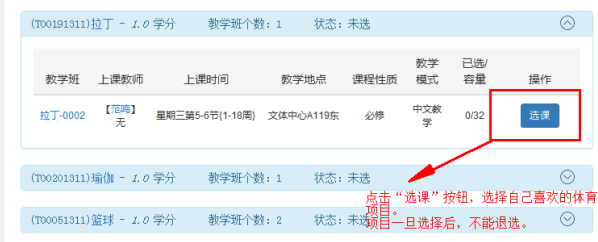 (T00191311)拉丁 - 1.0 学分 教学班个数: 1 状态: 未选
教学班 上课教师 上课时间 教学地点 课程性质 教学模式 已选/容量 操作
拉丁-0002 【范鸣】无 星期三第5-6节(1-18周) 文体中心A119东 必修 中文教学 0/32 选课
(T00201311)瑜伽 - 1.0 学分 教学班个数: 1 状态: 未选
点击“选课”按钮，选择自己喜欢的体育
项目。
项目一旦选择后，不能退选。
(T00051311)篮球 - 1.0 学分 教学班个数: 2 状态: 未选